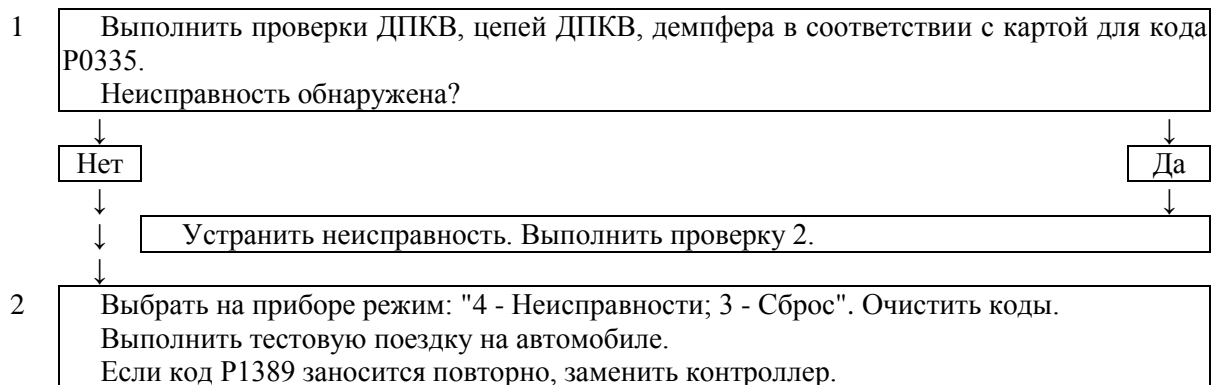 1 Выполнить проверки ДПКВ, цепей ДПКВ, демпфера в соответствии с картой для кода
Р0335.
Неисправность обнаружена?
↓ ↓
Нет Да
↓ ↓
↓ Устранить неисправность. Выполнить проверку 2.
↓
2 Выбрать на приборе режим: "4 - Неисправности; 3 - Сброс". Очистить коды.
Выполнить тестовую поездку на автомобиле.
Если код Р1389 заносится повторно, заменить контроллер.